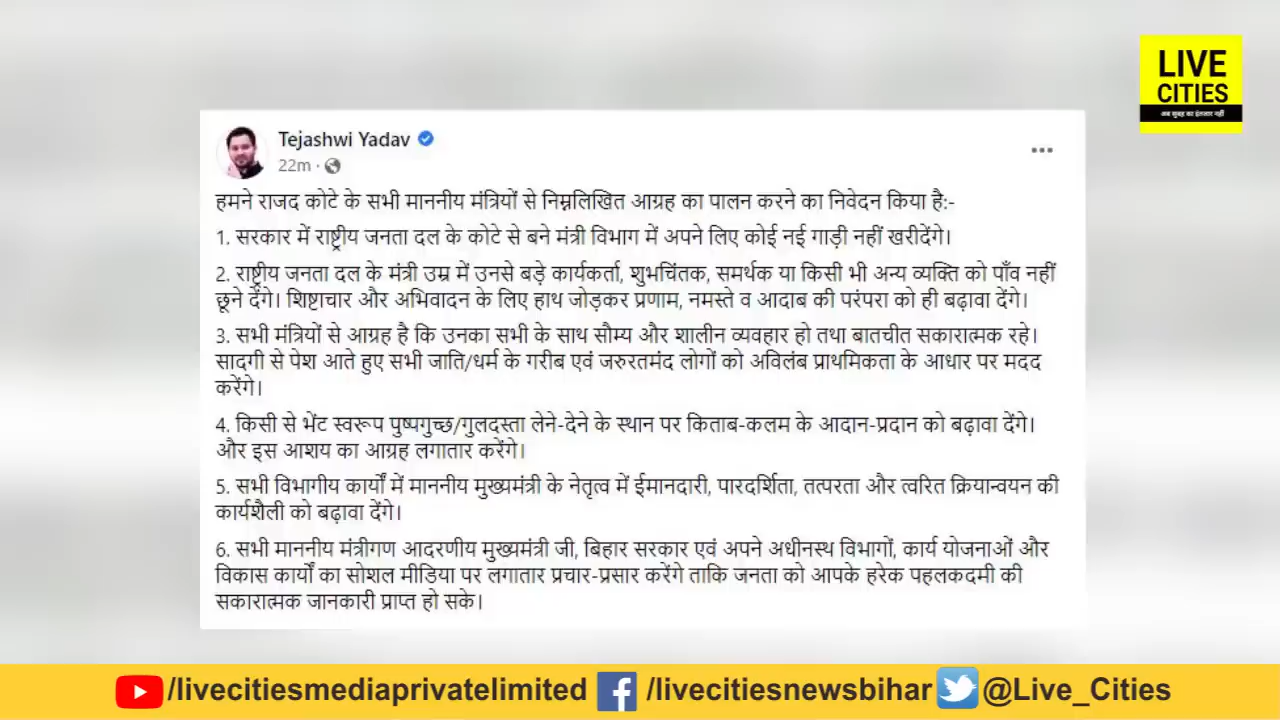 LIVE
CITIES
अब सुबह का इंतजार नहीं
Tejashwi Yadav
22m
हमने राजद कोटे के सभी माननीय मंत्रियों से निम्नलिखित आग्रह का पालन करने का निवेदन किया है:-
1. सरकार में राष्ट्रीय जनता दल के कोटे से बने मंत्री विभाग में अपने लिए कोई नई गाड़ी नहीं खरीदेंगे।
2. राष्ट्रीय जनता दल के मंत्री उम्र में उनसे बड़े कार्यकर्ता, शुभचिंतक, समर्थक या किसी भी अन्य व्यक्ति को पाँव नहीं
छूने देंगे। शिष्टाचार और अभिवादन के लिए हाथ जोड़कर प्रणाम, नमस्ते व आदाब की परंपरा को ही बढ़ावा देंगे।
3. सभी मंत्रियों से आग्रह है कि उनका सभी के साथ सौम्य और शालीन व्यवहार हो तथा बातचीत सकारात्मक रहे।
सादगी से पेश आते हुए सभी जाति/धर्म के गरीब एवं जरुरतमंद लोगों को अविलंब प्राथमिकता के आधार पर मदद
करेंगे।
4. किसी से भेंट स्वरूप पुष्पगुच्छ/गुलदस्ता लेने-देने के स्थान पर किताब-कलम के आदान-प्रदान को बढ़ावा देंगे।
और इस आशय का आग्रह लगातार करेंगे।
5. सभी विभागीय कार्यों में माननीय मुख्यमंत्री के नेतृत्व में ईमानदारी, पारदर्शिता, तत्परता और त्वरित क्रियान्वयन की
कार्यशैली को बढ़ावा देंगे।
6. सभी माननीय मंत्रीगण आदरणीय मुख्यमंत्री जी, बिहार सरकार एवं अपने अधीनस्थ विभागों, कार्य योजनाओं और
विकास कार्यों का सोशल मीडिया पर लगातार प्रचार-प्रसार करेंगे ताकि जनता को आपके हरेक पहलकदमी की
सकारात्मक जानकारी प्राप्त हो सके।
/livecitiesmediaprivatelimited /livecitiesnewsbihar @Live_Cities